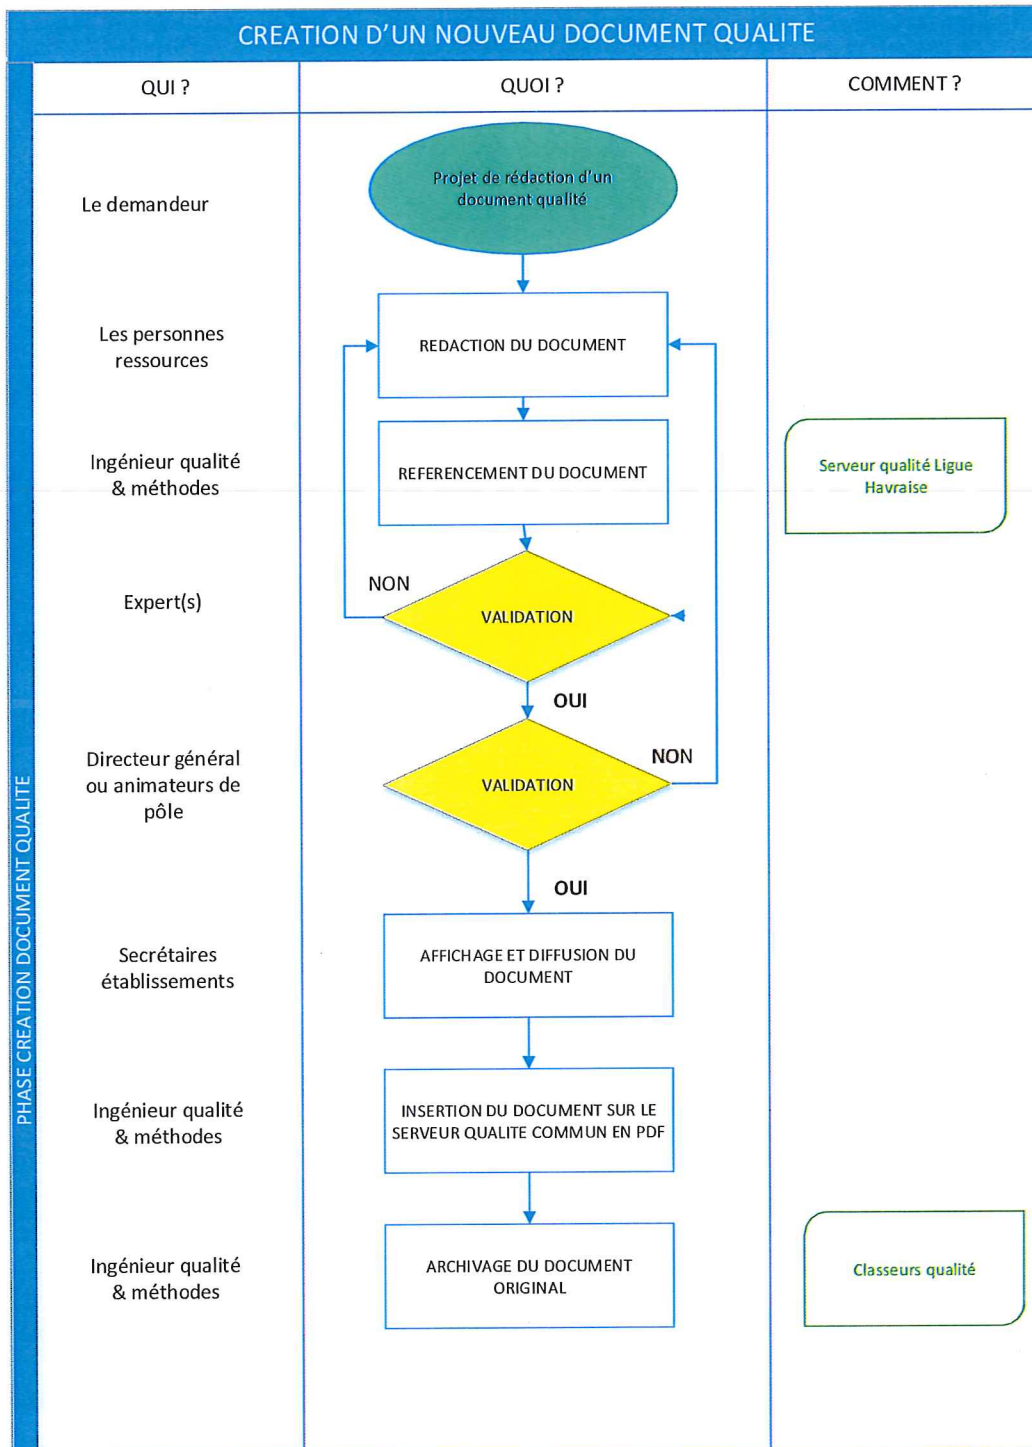 CREATION D'UN NOUVEAU DOCUMENT QUALITE
QUI ?
QUOI ?
COMMENT ?
PHASE CREATION DOCUMENT QUALITE
Le demandeur
Projet de rédaction d'un
document qualité
Les personnes
ressources
REDACTION DU DOCUMENT
Ingénieur qualité
& méthodes
REFERENCEMENT DU DOCUMENT
Serveur qualité Ligue
Havraise
Expert(s)
NON
VALIDATION
OUI
Directeur général
ou animateurs de
pôle
VALIDATION
NON
OUI
Secrétaires
établissements
AFFICHAGE ET DIFFUSION DU
DOCUMENT
Ingénieur qualité
& méthodes
INSERTION DU DOCUMENT SUR LE
SERVEUR QUALITE COMMUN EN PDF
Ingénieur qualité
& méthodes
ARCHIVAGE DU DOCUMENT
ORIGINAL
Classeurs qualité